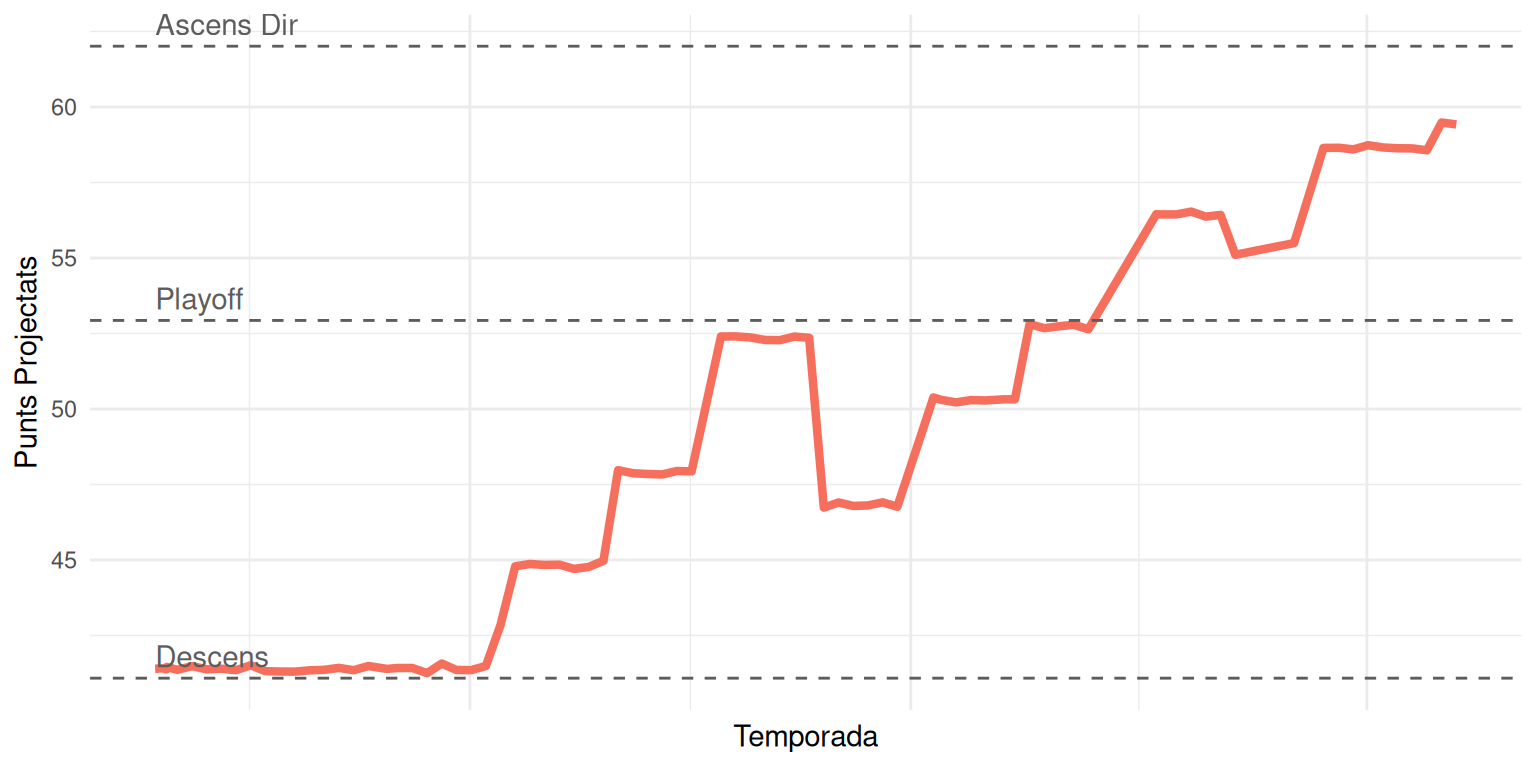 Ascens Dir
60
55
Playoff
50
45
Descens
Punts Projectats
Temporada